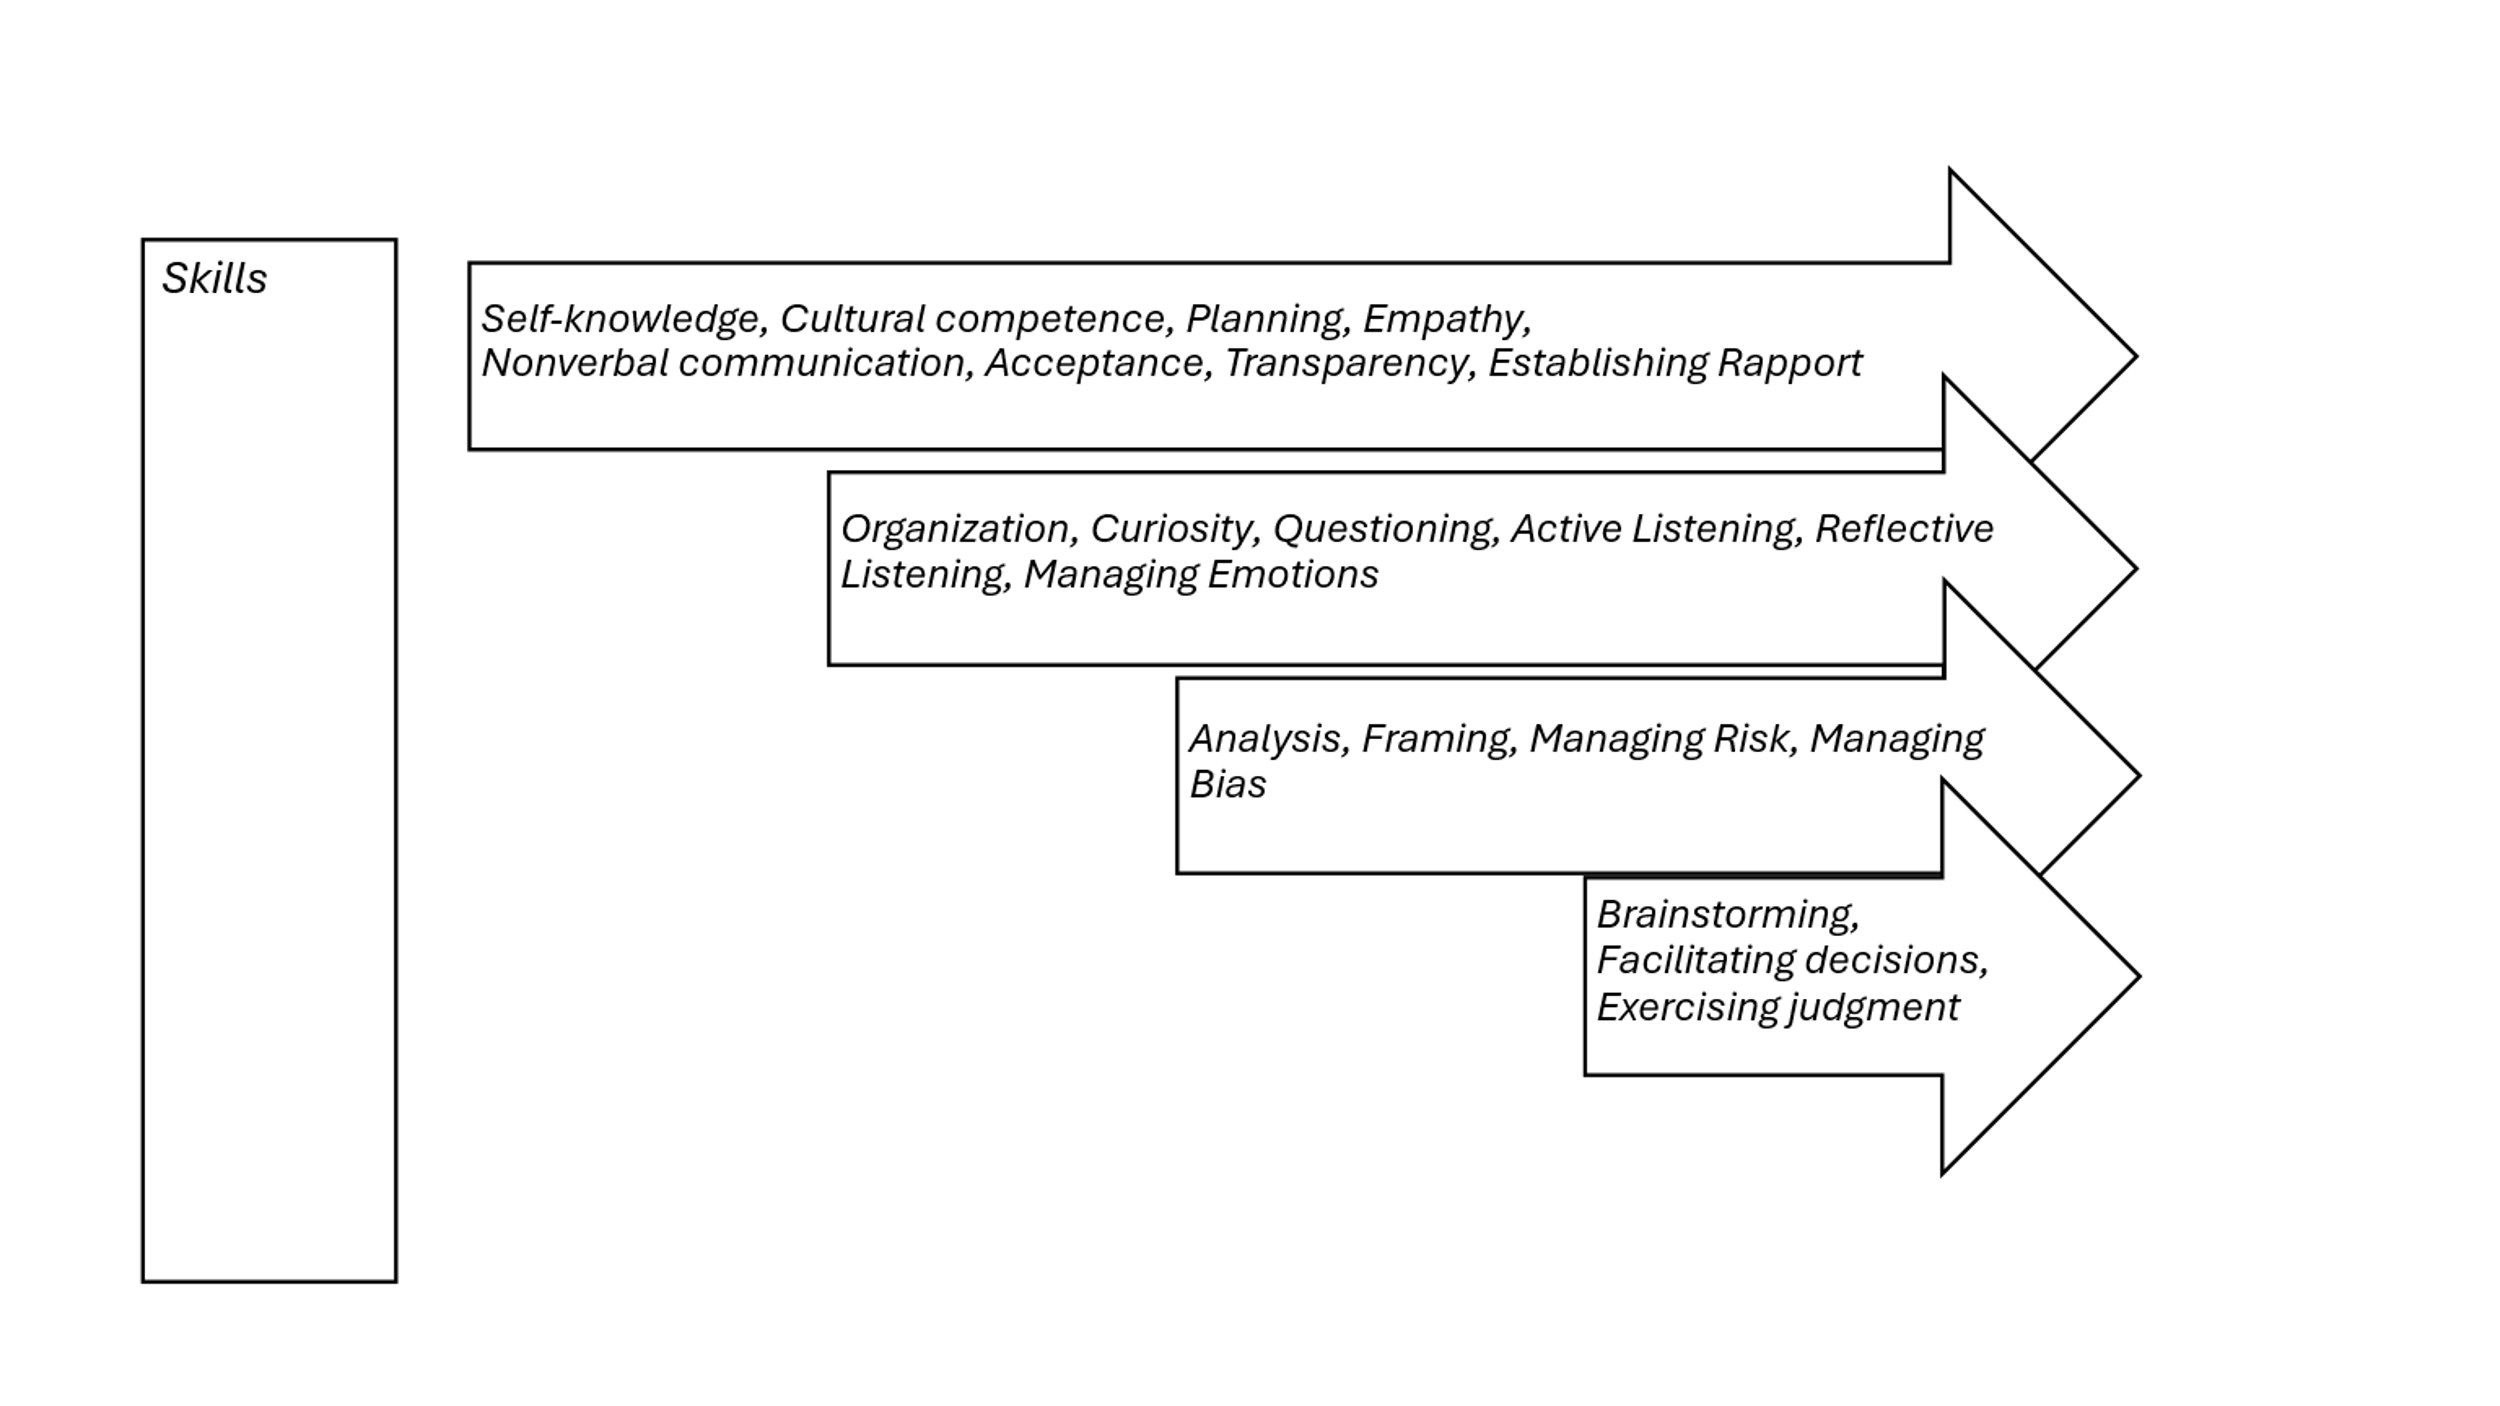 Skills
Self-knowledge, Cultural competence, Planning, Empathy,
Nonverbal communication, Acceptance, Transparency, Establishing Rapport
Organization, Curiosity, Questioning, Active Listening, Reflective
Listening, Managing Emotions
Analysis, Framing, Managing Risk, Managing
Bias
Brainstorming,
Facilitating decisions,
Exercising judgment